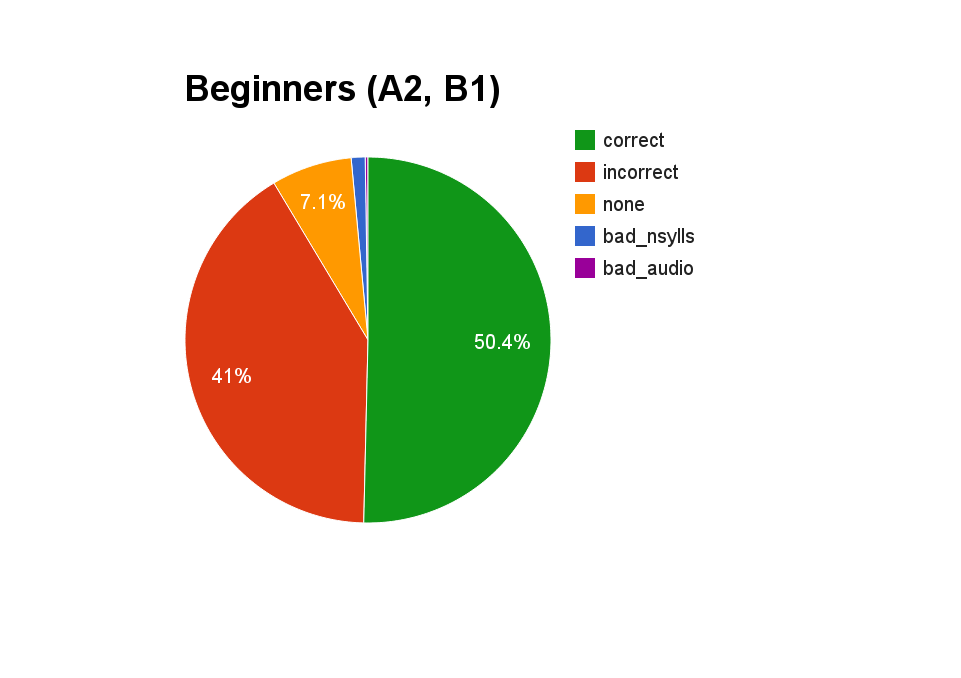 Beginners (A2, B1)
correct
incorrect
none
bad_nsylls
bad_audio
7.1%
50.4%
41%